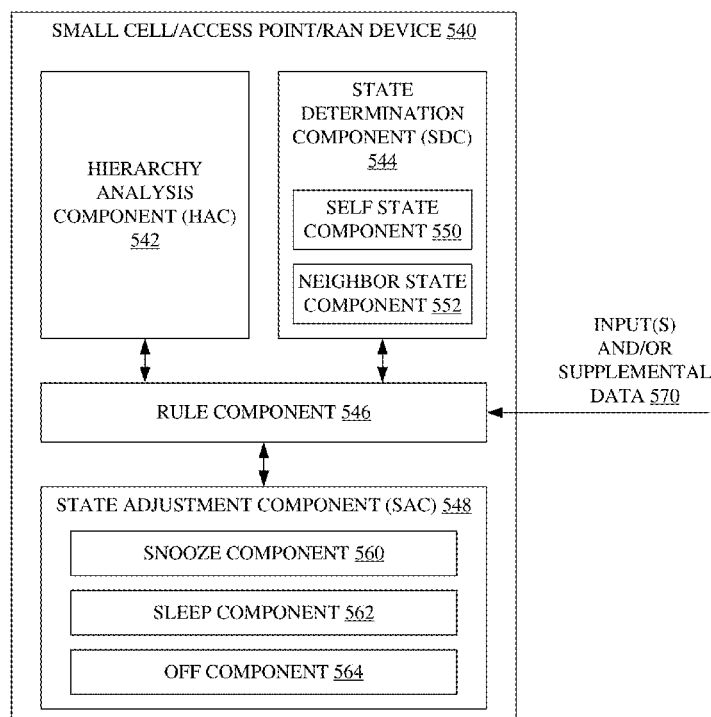 SMALL CELL/ACCESS POINT/RAN DEVICE 540
HIERARCHY
ANALYSIS
COMPONENT (HAC)
542
STATE
DETERMINATION
COMPONENT (SDC)
544
SELF STATE
COMPONENT 550
NEIGHBOR STATE
COMPONENT 552
INPUT(S)
AND/OR
SUPPLEMENTAL
DATA 570
RULE COMPONENT 546
STATE ADJUSTMENT COMPONENT (SAC) 548
SNOOZE COMPONENT 560
SLEEP COMPONENT 562
OFF COMPONENT 564